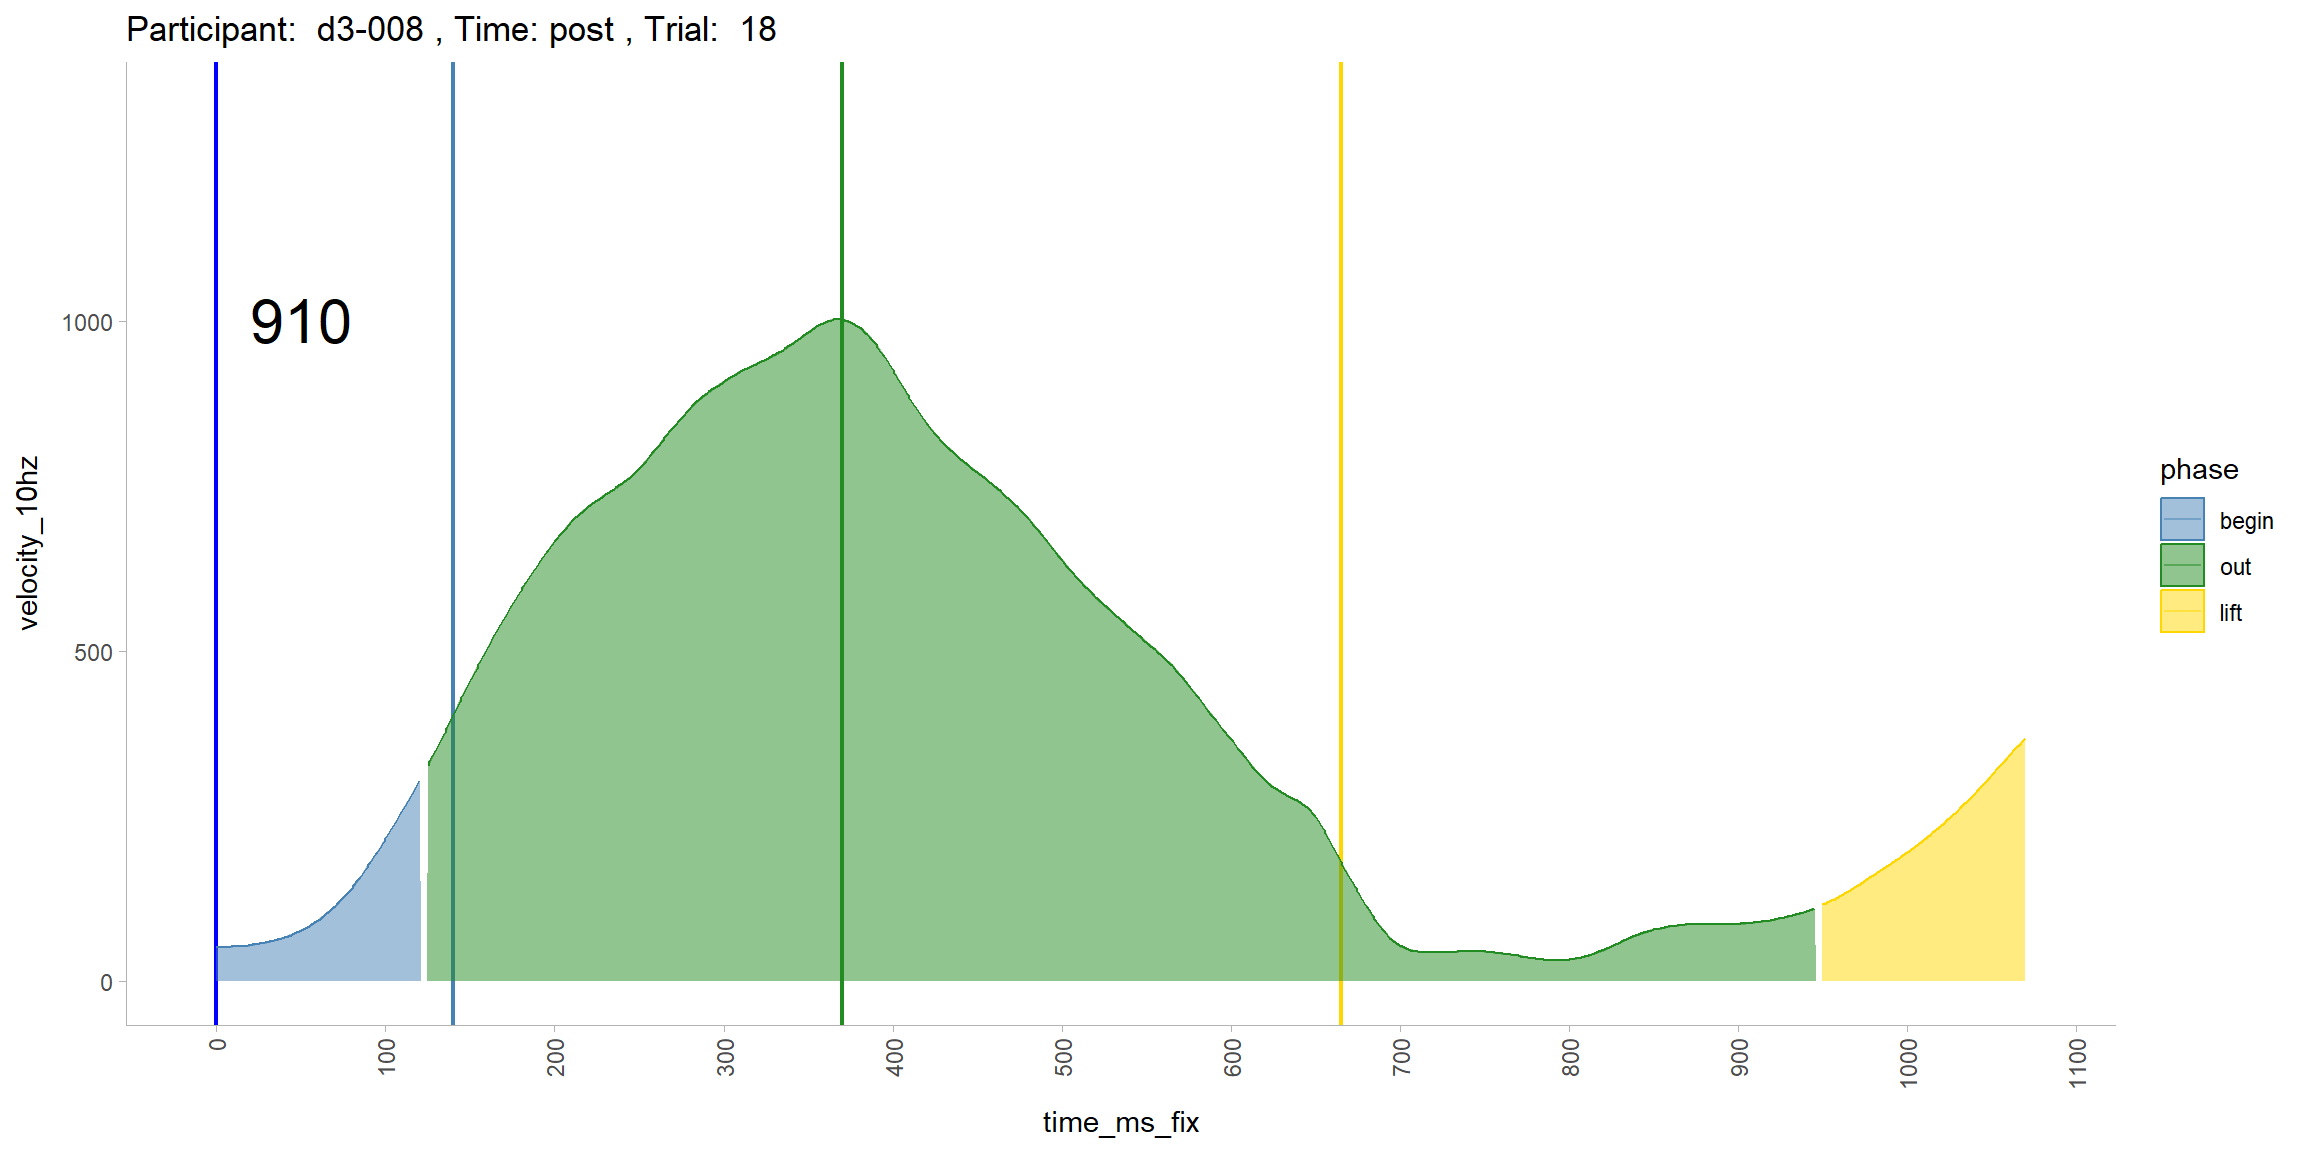 Participant:  d3-008 , Time: post , Trial:  18
910
1000
500
0
velocity_10hz
0 100 200 300 400 500 600 700 800 900 1000 1100
time_ms_fix
phase
begin
out
lift